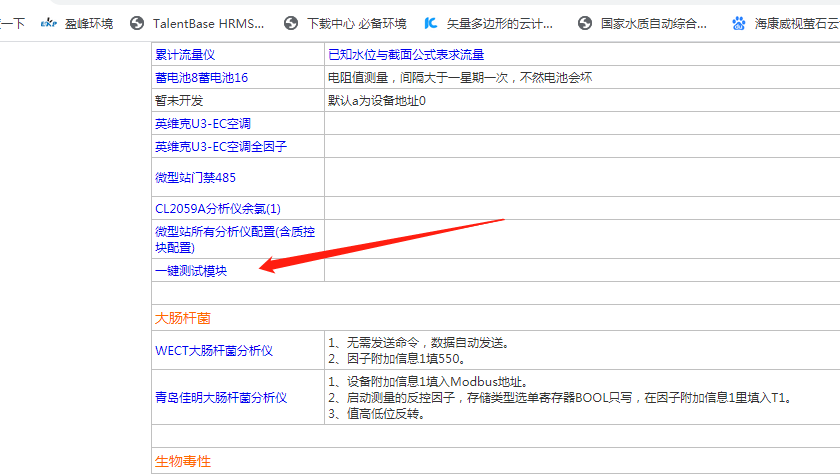 一下 EKP 盈峰环境 TalentBase HRMS... 下载中心 必备环境 矢量多边形的云计... 国家水质自动综合... 海康威视萤石云
累计流量仪 已知水位与截面公式表求流量
蓄电池8蓄电池16 电阻值测量，间隔大于一星期一次，不然电池会坏
暂未开发 默认a为设备地址0
英维克U3-EC空调
英维克U3-EC空调全因子
微型站门禁485
CL2059A分析仪余氯(1)
微型站所有分析仪配置(含质控
块配置)
一键测试模块
大肠杆菌
WECT大肠杆菌分析仪
1、无需发送命令，数据自动发送。
2、因子附加信息1填550。
青岛佳明大肠杆菌分析仪
1、设备附加信息1填入Modbus地址。
2、启动测量的反控因子，存储类型选单寄存器BOOL只写，在因子附加信息1里填入T1。
3、值高低位反转。
生物毒性